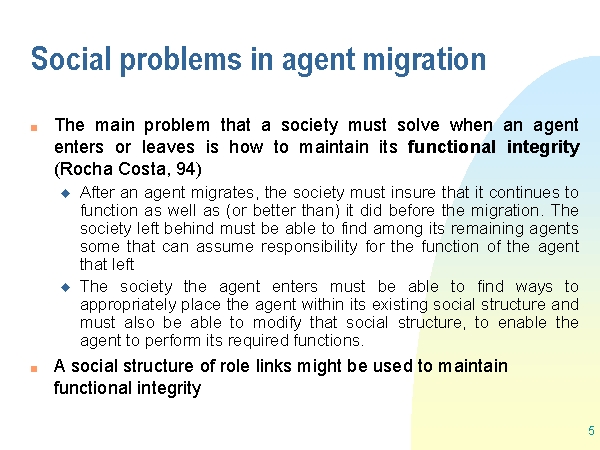 Social problems in agent migration
The main problem that a society must solve when an agent
enters or leaves is how to maintain its functional integrity
(Rocha Costa, 94)
After an agent migrates, the society must insure that it continues to
function as well as (or better than) it did before the migration. The
society left behind must be able to find among its remaining agents
some that can assume responsibility for the function of the agent
that left
The society the agent enters must be able to find ways to
appropriately place the agent within its existing social structure and
must also be able to modify that social structure, to enable the
agent to perform its required functions.
A social structure of role links might be used to maintain
functional integrity
5